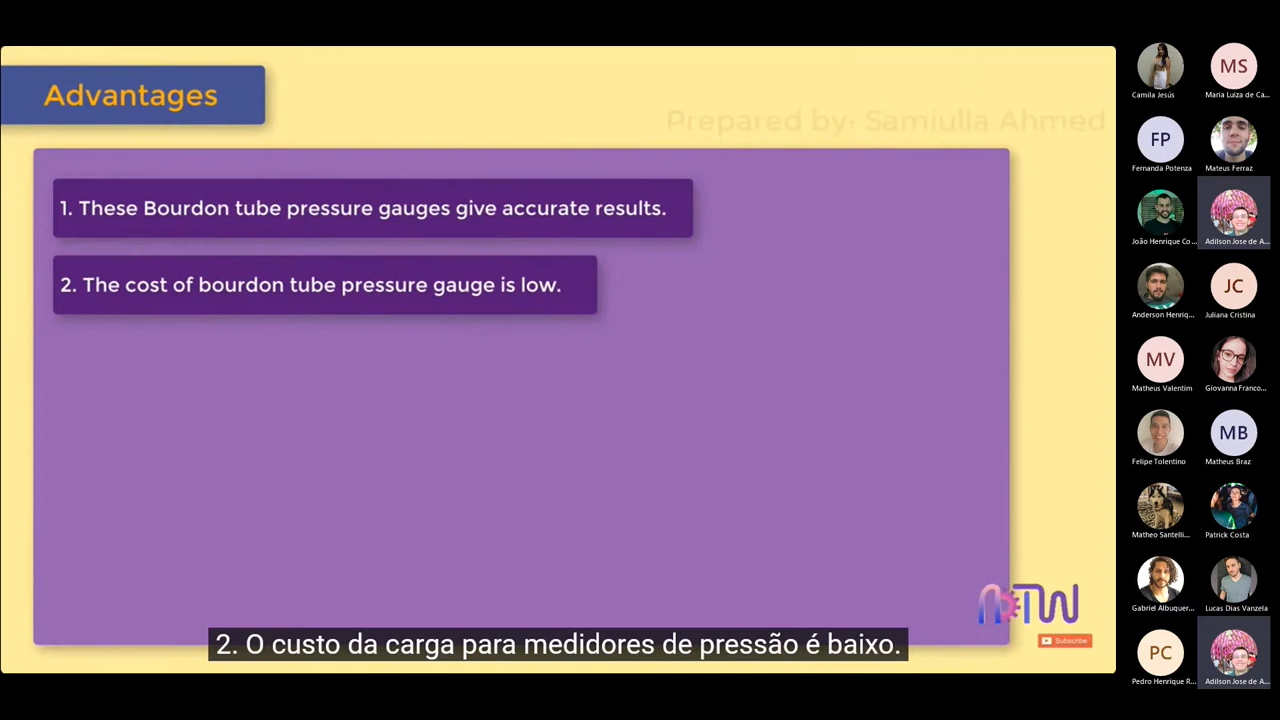 Advantages
Prepared by: Samiulla Ahmed
1. These Bourdon tube pressure gauges give accurate results.
2. The cost of bourdon tube pressure gauge is low.
NTW
Subscribe
2. O custo da carga para medidores de pressão é baixo.
Camila Jesús
MS
Maria Luiza de Ca...
FP
Fernanda Potenza
Mateus Ferraz
João Henrique Co...
Adilson Jose de A...
Anderson Henriq...
JC
Juliana Cristina
MV
Matheus Valentim
Giovanna Franco...
Felipe Tolentino
MB
Matheus Braz
Matheo Santelli...
Patrick Costa
Gabriel Albuquer...
Lucas Dias Vanzela
PC
Pedro Henrique R...
Adilson Jose de A...